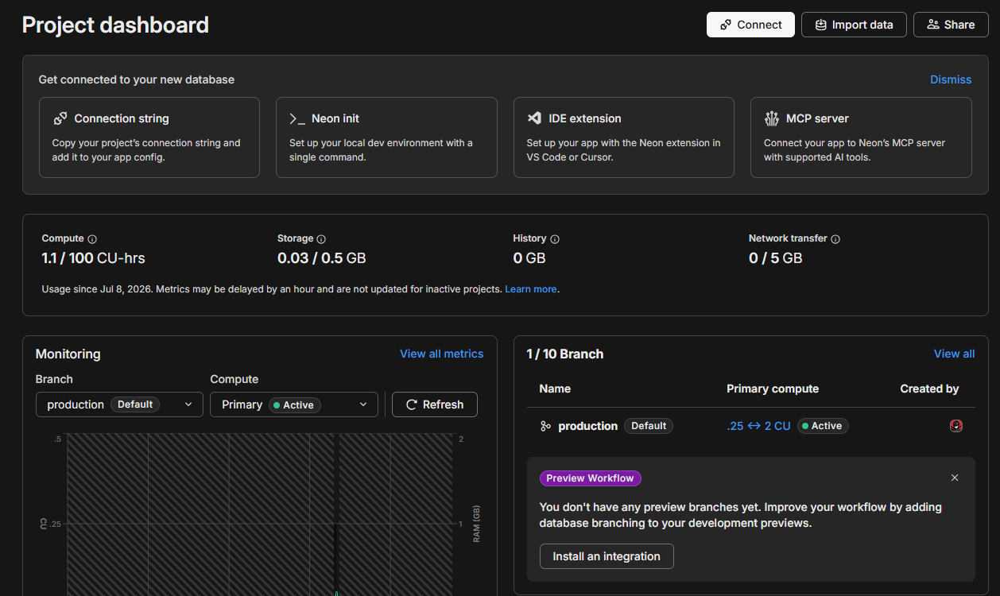 Project dashboard
Connect
Import data
Share
Get connected to your new database
Dismiss
Connection string
Copy your project's connection string and
add it to your app config.
Neon init
Set up your local dev environment with a
single command.
IDE extension
Set up your app with the Neon extension in
VS Code or Cursor.
MCP server
Connect your app to Neon's MCP server
with supported AI tools.
Compute
1.1 / 100 CU-hrs
Storage
0.03 / 0.5 GB
History
0 GB
Network transfer
0 / 5 GB
Usage since Jul 8, 2026. Metrics may be delayed by an hour and are not updated for inactive projects. Learn more.
Monitoring
View all metrics
Branch
Compute
production Default
Primary Active
Refresh
.5
2
CU
.25
1
RAM (GB)
1 / 10 Branch
View all
Name
Primary compute
Created by
production Default
.25 ↔ 2 CU Active
Preview Workflow
You don't have any preview branches yet. Improve your workflow by adding
database branching to your development previews.
Install an integration